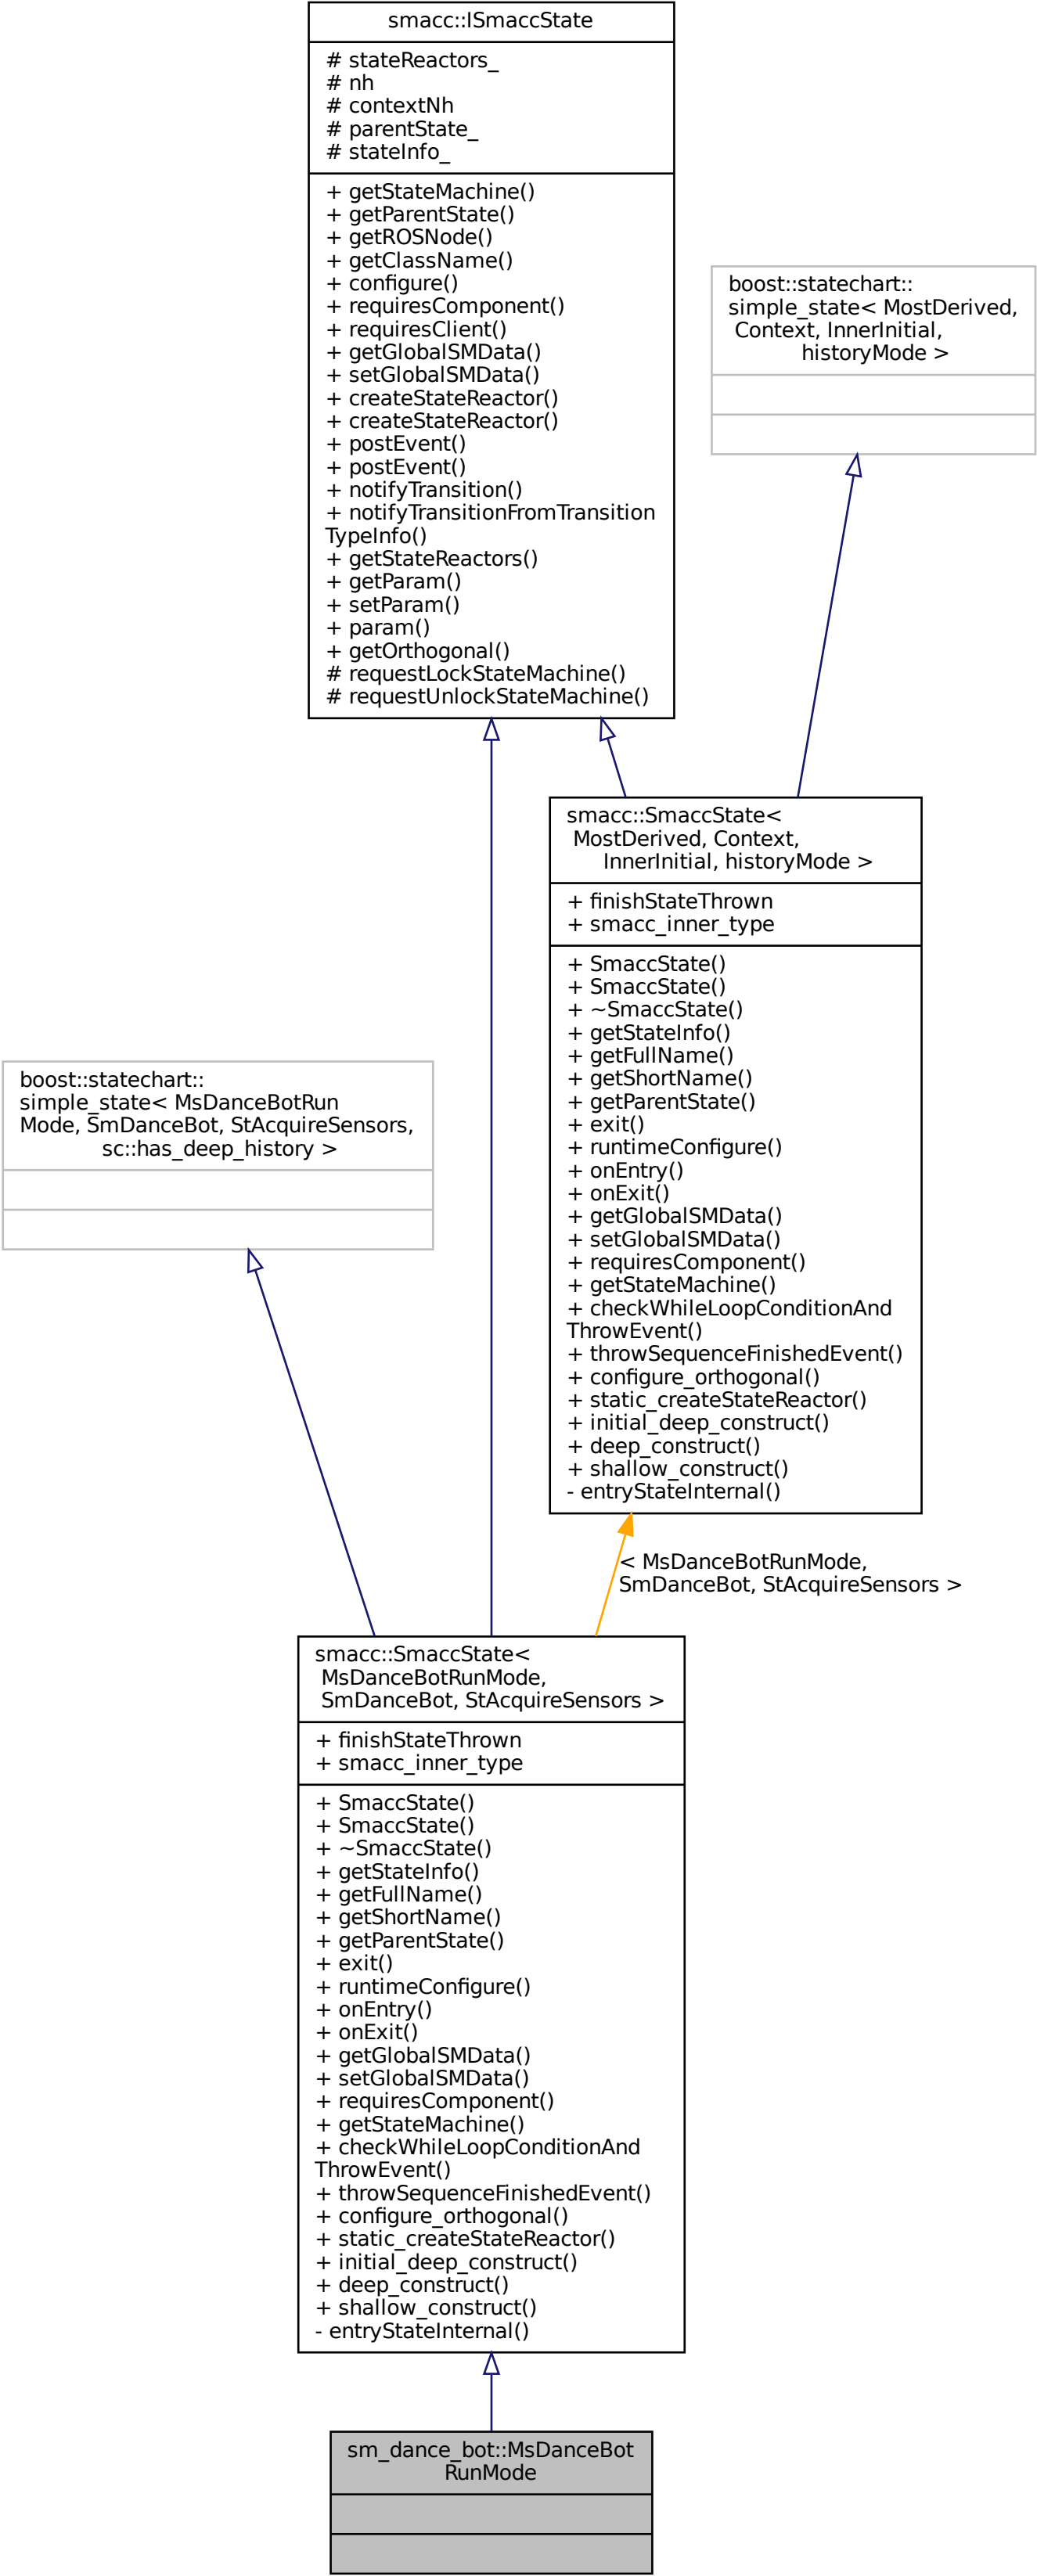 smacc::ISmaccState
# stateReactors_
# nh
# contextNh
# parentState_
# stateInfo_
+ getStateMachine()
+ getParentState()
+ getROSNode()
+ getClassName()
+ configure()
+ requiresComponent()
+ requiresClient()
+ getGlobalSMData()
+ setGlobalSMData()
+ createStateReactor()
+ createStateReactor()
+ postEvent()
+ postEvent()
+ notifyTransition()
+ notifyTransitionFromTransition
TypeInfo()
+ getStateReactors()
+ getParam()
+ setParam()
+ param()
+ getOrthogonal()
# requestLockStateMachine()
# requestUnlockStateMachine()
boost::statechart::
simple_state< MostDerived,
Context, InnerInitial,
historyMode >
smacc::SmaccState<
MostDerived, Context,
InnerInitial, historyMode >
+ finishStateThrown
+ smacc_inner_type
+ SmaccState()
+ SmaccState()
+ ~SmaccState()
+ getStateInfo()
+ getFullName()
+ getShortName()
+ getParentState()
+ exit()
+ runtimeConfigure()
+ onEntry()
+ onExit()
+ getGlobalSMData()
+ setGlobalSMData()
+ requiresComponent()
+ getStateMachine()
+ checkWhileLoopConditionAnd
ThrowEvent()
+ throwSequenceFinishedEvent()
+ configure_orthogonal()
+ static_createStateReactor()
+ initial_deep_construct()
+ deep_construct()
+ shallow_construct()
- entryStateInternal()
boost::statechart::
simple_state< MsDanceBotRun
Mode, SmDanceBot, StAcquireSensors,
sc::has_deep_history >
< MsDanceBotRunMode,
SmDanceBot, StAcquireSensors >
smacc::SmaccState<
MsDanceBotRunMode,
SmDanceBot, StAcquireSensors >
+ finishStateThrown
+ smacc_inner_type
+ SmaccState()
+ SmaccState()
+ ~SmaccState()
+ getStateInfo()
+ getFullName()
+ getShortName()
+ getParentState()
+ exit()
+ runtimeConfigure()
+ onEntry()
+ onExit()
+ getGlobalSMData()
+ setGlobalSMData()
+ requiresComponent()
+ getStateMachine()
+ checkWhileLoopConditionAnd
ThrowEvent()
+ throwSequenceFinishedEvent()
+ configure_orthogonal()
+ static_createStateReactor()
+ initial_deep_construct()
+ deep_construct()
+ shallow_construct()
- entryStateInternal()
sm_dance_bot::MsDanceBot
RunMode